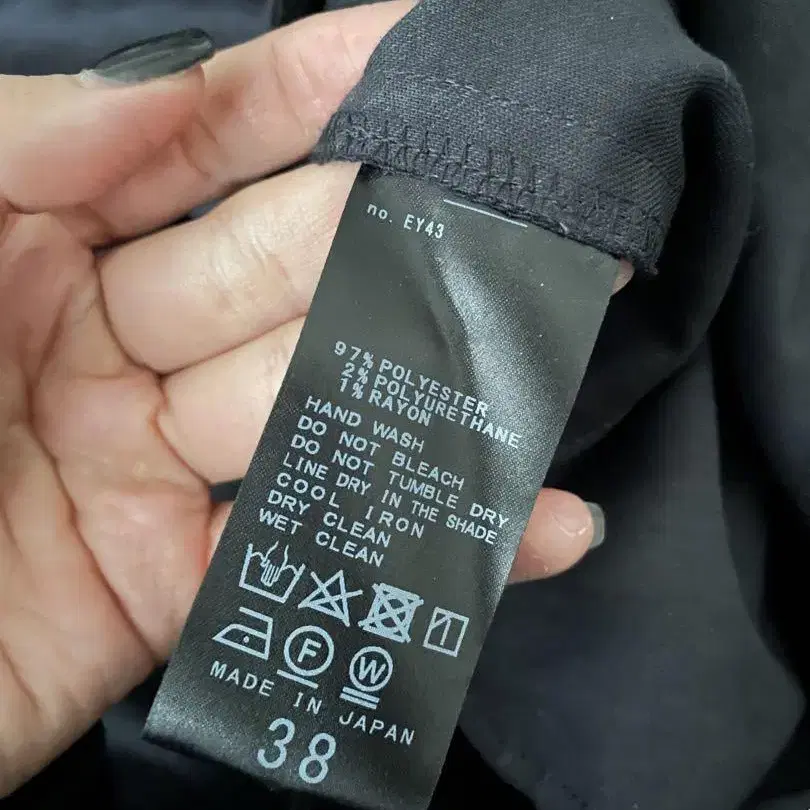 no. EY43
97% POLYESTER
2% POLYURETHANE
1% RAYON
HAND WASH
DO NOT BLEACH
DO NOT TUMBLE DRY
LINE DRY IN THE SHADE
COOL IRON
DRY CLEAN
WET CLEAN
F W
MADE IN JAPAN
38